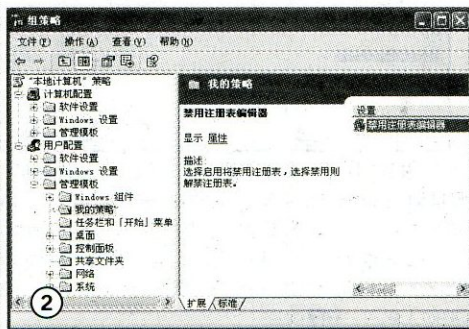 组策略
文件(F) 操作(A) 查看(V) 帮助(H)
"本地计算机"策略
计算机配置
软件设置
Windows 设置
管理模板
用户配置
软件设置
Windows 设置
管理模板
Windows 组件
我的策略
任务栏和「开始」菜单
桌面
控制面板
共享文件夹
网络
系统
我的策略
禁用注册表编辑器
显示 属性
描述:
选择启用将禁用注册表，选择禁用则
解禁注册表。
设置
禁用注册表编辑器
扩展 标准
②